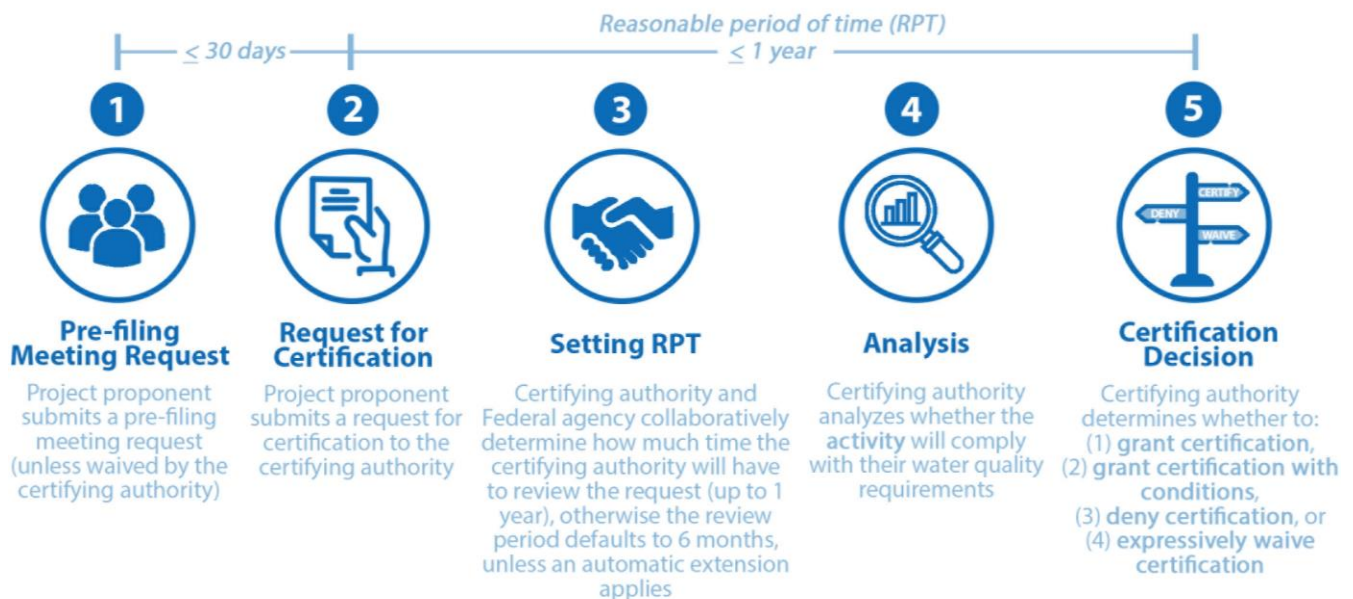 Reasonable period of time (RPT)
≤ 30 days
≤ 1 year
1
2
3
4
5
CERTIFY
DENY
WAIVE
Pre-filing
Meeting Request
Project proponent
submits a pre-filing
meeting request
(unless waived by the
certifying authority)
Request for
Certification
Project proponent
submits a request for
certification to the
certifying authority
Setting RPT
Certifying authority and
Federal agency collaboratively
determine how much time the
certifying authority will have
to review the request (up to 1
year), otherwise the review
period defaults to 6 months,
unless an automatic extension
applies
Analysis
Certifying authority
analyzes whether the
activity will comply
with their water quality
requirements
Certification
Decision
Certifying authority
determines whether to:
(1) grant certification,
(2) grant certification with
conditions,
(3) deny certification, or
(4) expressively waive
certification